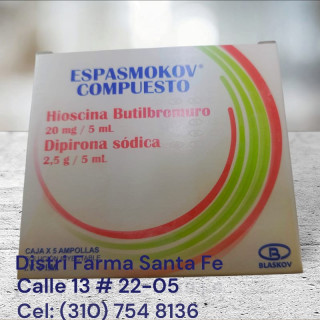 ESPASMOKOV®
COMPUESTO
Hioscina Butilbromuro
20 mg / 5 mL
Dipirona sódica
2,5 g / 5 mL
CAJA X 5 AMPOLLAS
Distri Farma Santa Fe
Calle 13 # 22-05
Cel: (310) 754 8136
B
BLASKOV